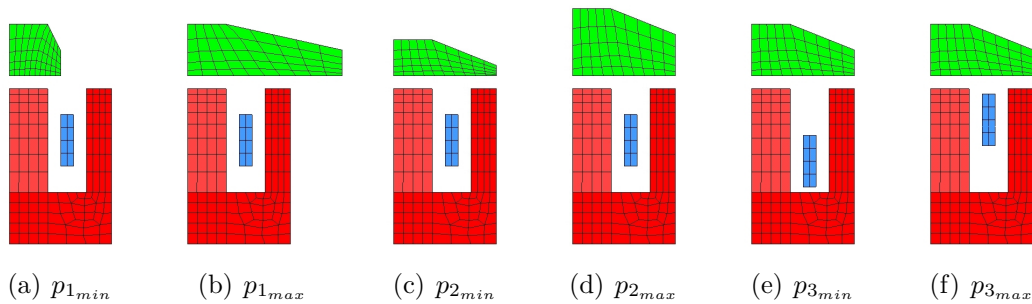 (a) p₁ₘᵢₙ (b) p₁ₘₐₓ (c) p₂ₘᵢₙ (d) p₂ₘₐₓ (e) p₃ₘᵢₙ (f) p₃ₘₐₓ